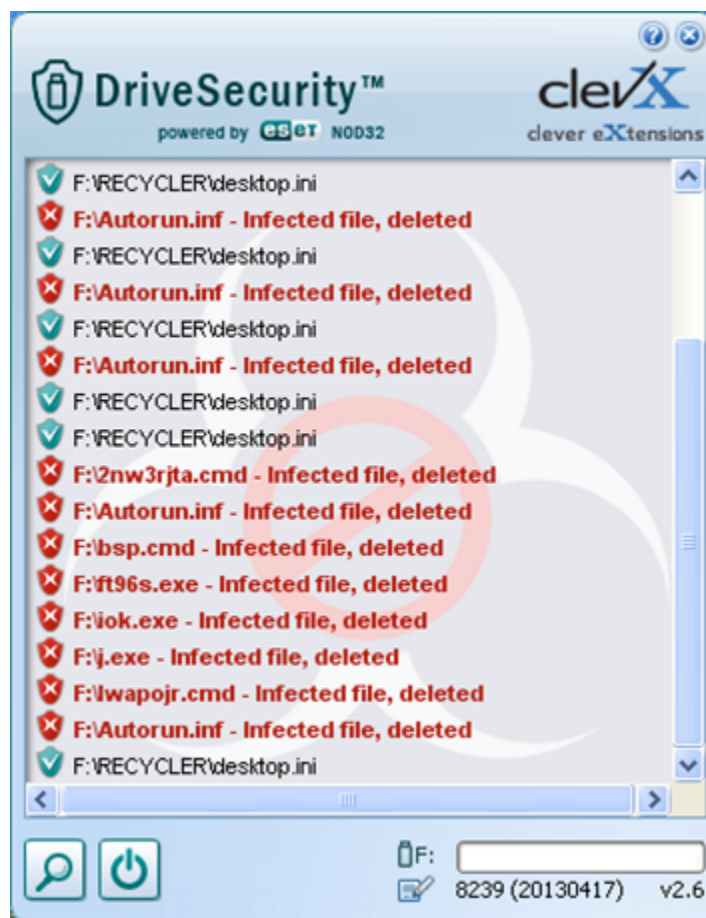 DriveSecurity™
powered by eset NOD32
clevX
clever eXtensions
F:\RECYCLER\desktop.ini
F:\Autorun.inf - Infected file, deleted
F:\RECYCLER\desktop.ini
F:\Autorun.inf - Infected file, deleted
F:\RECYCLER\desktop.ini
F:\Autorun.inf - Infected file, deleted
F:\RECYCLER\desktop.ini
F:\RECYCLER\desktop.ini
F:\2nw3rjta.cmd - Infected file, deleted
F:\Autorun.inf - Infected file, deleted
F:\bsp.cmd - Infected file, deleted
F:\ft96s.exe - Infected file, deleted
F:\iok.exe - Infected file, deleted
F:\j.exe - Infected file, deleted
F:\lwapojr.cmd - Infected file, deleted
F:\Autorun.inf - Infected file, deleted
F:\RECYCLER\desktop.ini
F:
8239 (20130417) v2.6